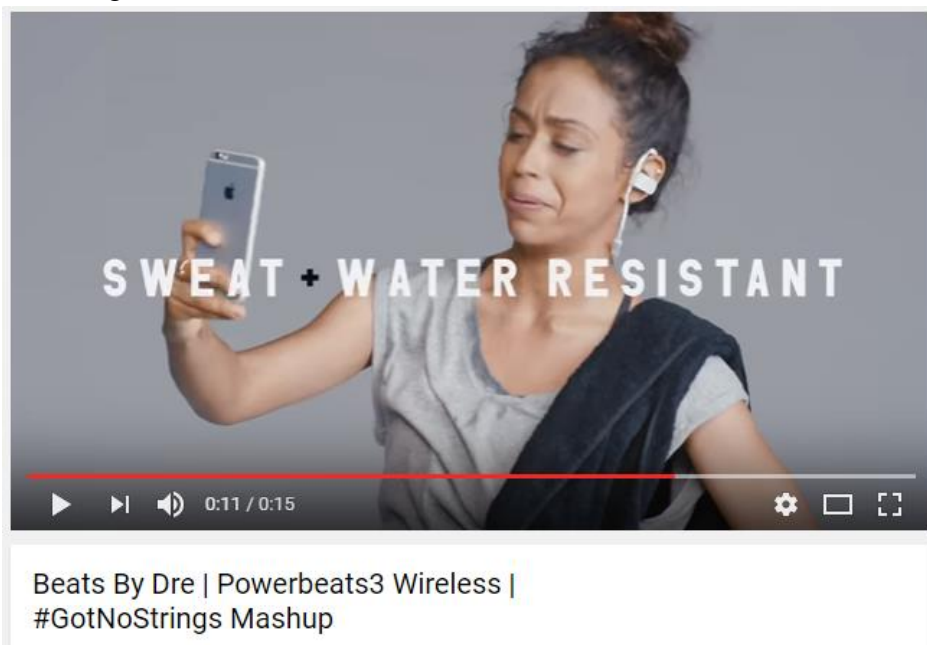 SWEAT + WATER RESISTANT
0:11 / 0:15
Beats By Dre | Powerbeats3 Wireless |
#GotNoStrings Mashup